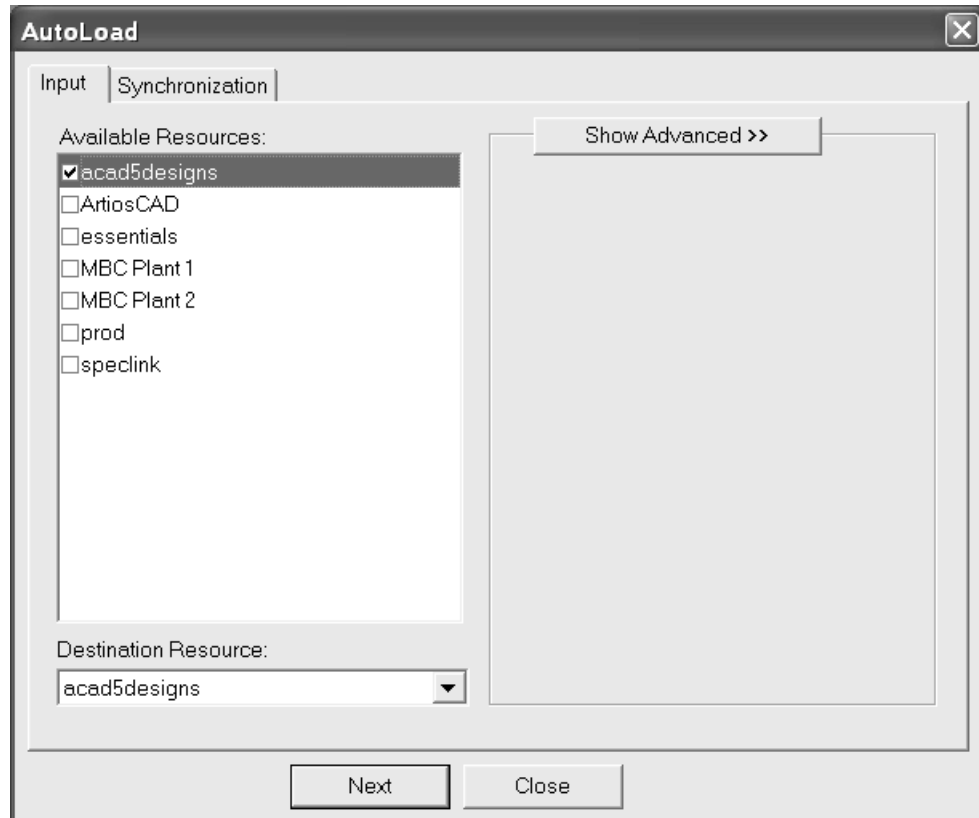 AutoLoad
Input Synchronization
Available Resources:
Show Advanced >>
acad5designs
ArtiosCAD
essentials
MBC Plant 1
MBC Plant 2
prod
speclink
Destination Resource:
acad5designs
Next Close